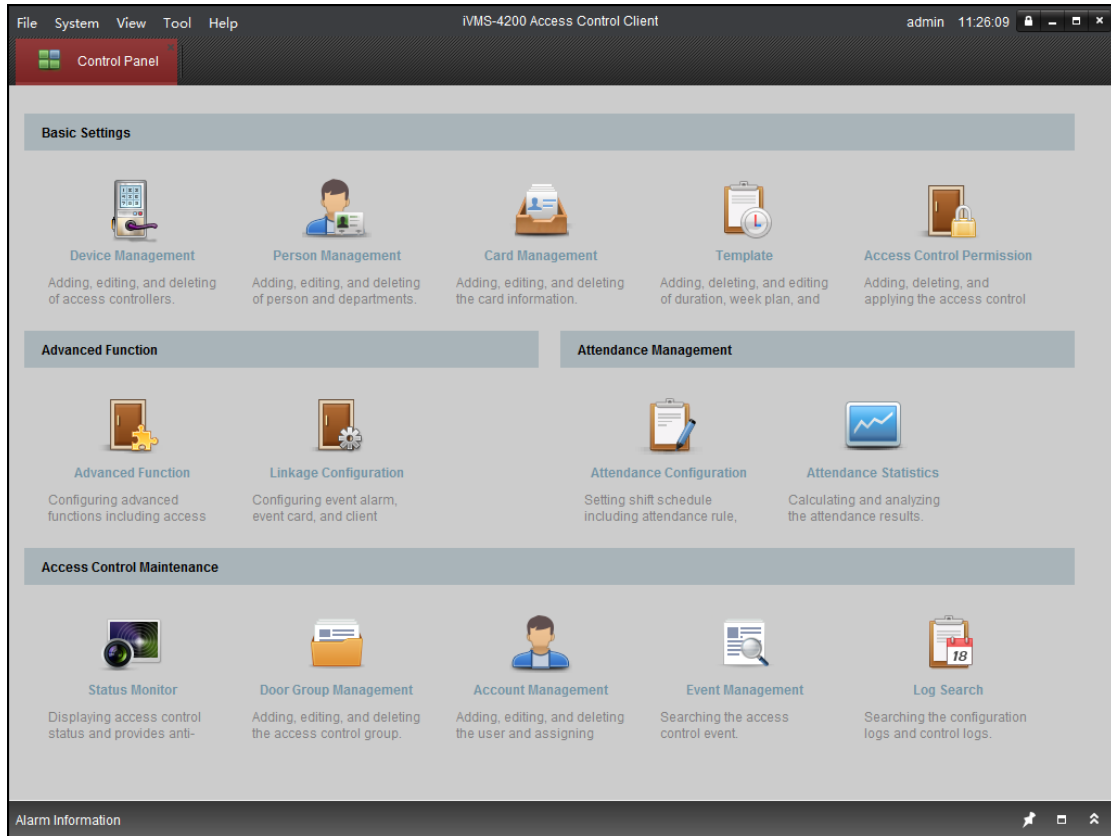 File System View Tool Help iVMS-4200 Access Control Client admin 11:26:09
Control Panel
Basic Settings
Device Management
Adding, editing, and deleting
of access controllers.
Person Management
Adding, editing, and deleting
of person and departments.
Card Management
Adding, editing, and deleting
the card information.
Template
Adding, deleting, and editing
of duration, week plan, and
Access Control Permission
Adding, deleting, and
applying the access control
Advanced Function
Advanced Function
Configuring advanced
functions including access
Linkage Configuration
Configuring event alarm,
event card, and client
Attendance Management
Attendance Configuration
Setting shift schedule
including attendance rule,
Attendance Statistics
Calculating and analyzing
the attendance results.
Access Control Maintenance
Status Monitor
Displaying access control
status and provides anti-
Door Group Management
Adding, editing, and deleting
the access control group.
Account Management
Adding, editing, and deleting
the user and assigning
Event Management
Searching the access
control event.
18
Log Search
Searching the configuration
logs and control logs.
Alarm Information